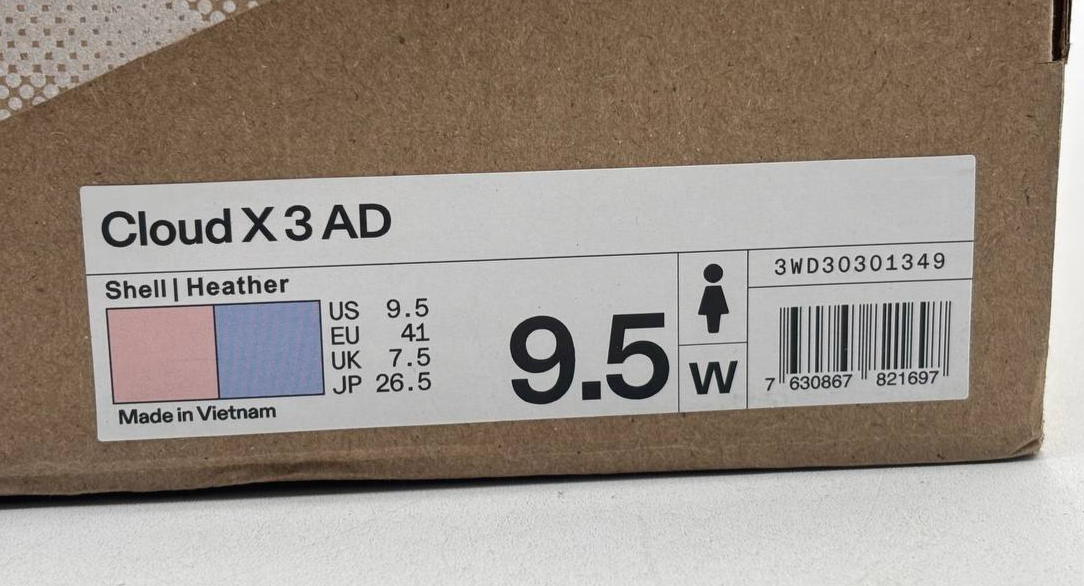 Cloud X 3 AD
Shell | Heather
US 9.5
EU 41
UK 7.5
JP 26.5
Made in Vietnam
9.5
W
3WD30301349
7 630867 821697